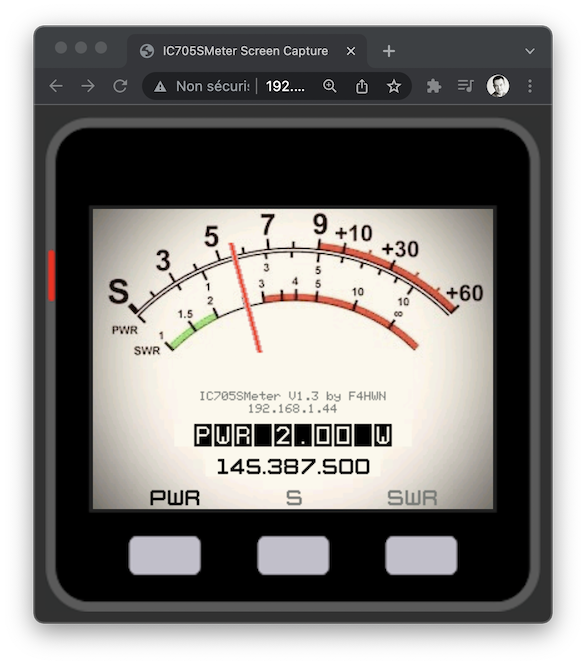 IC705SMeter Screen Capture
Non sécuri: 192....
S 3 5 7 9 +10 +30 +60
PWR 1 2 3 5 10
SWR 1 1.5 2 3 4 5 10 ∞
IC705SMeter V1.3 by F4HWN
192.168.1.44
PWR 2.00 W
145.387.500
PWR S SWR